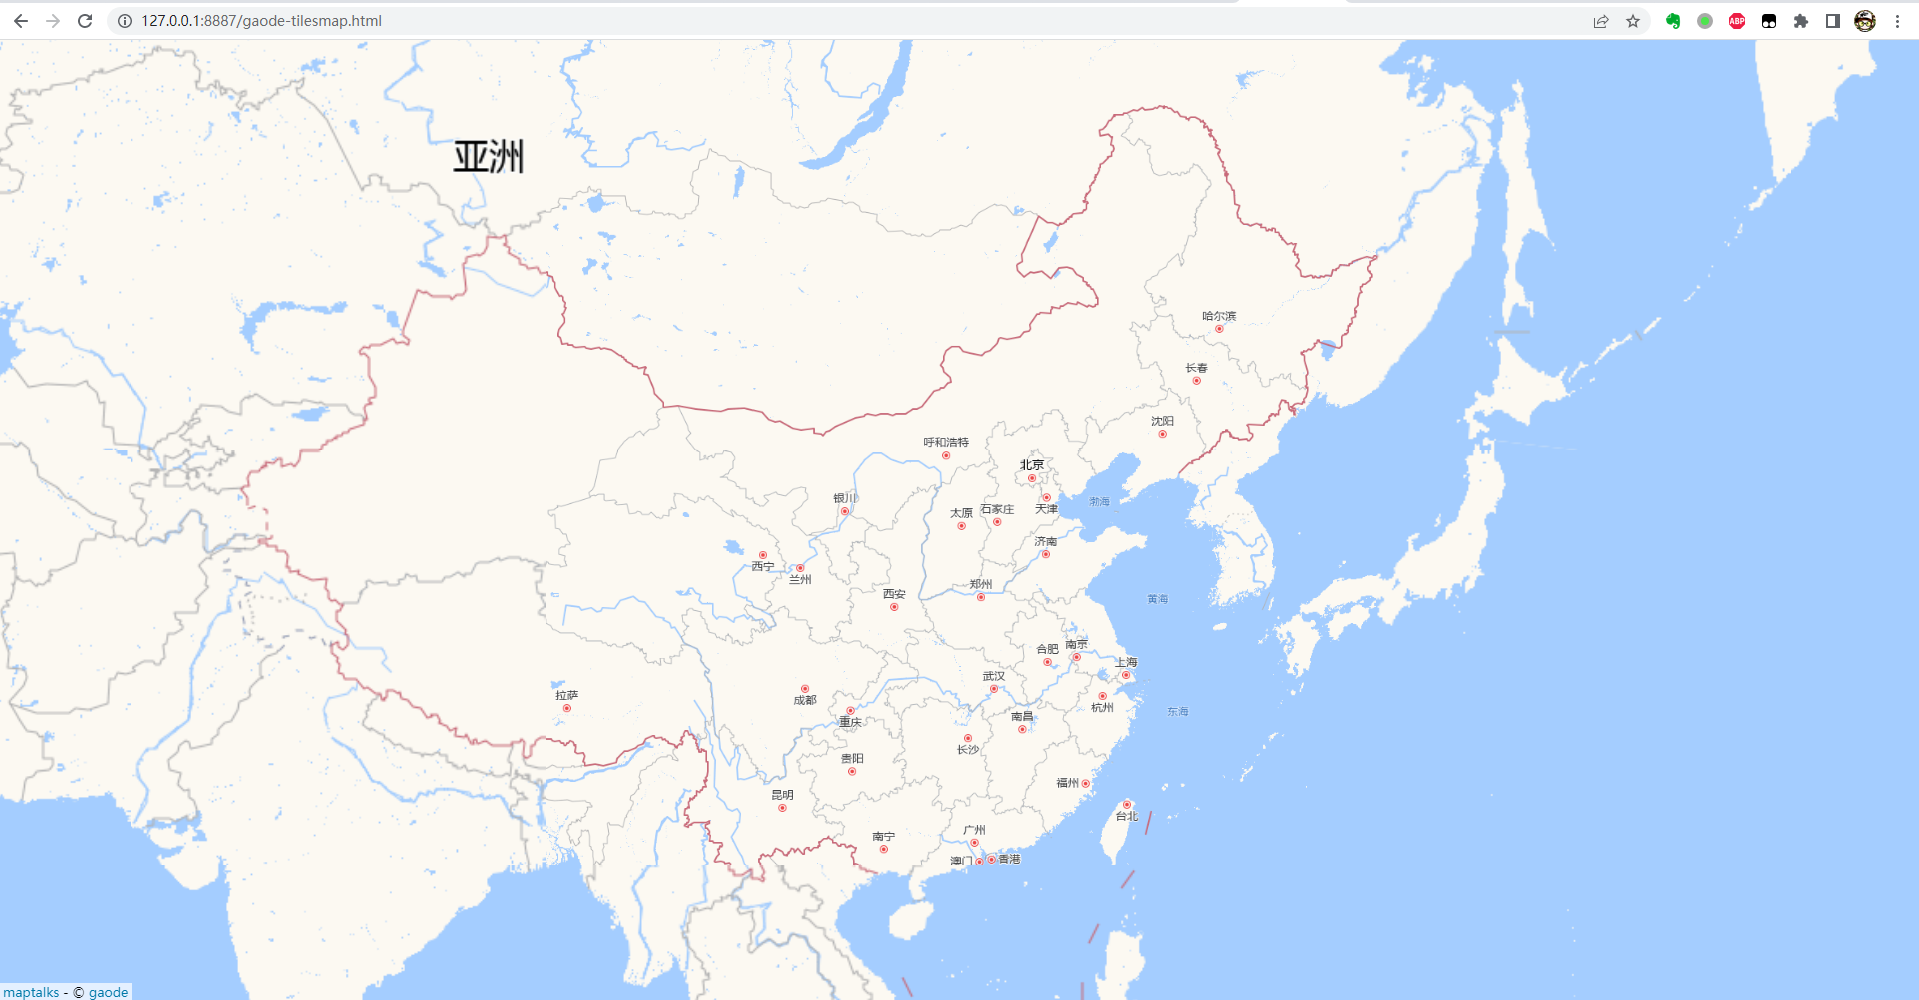 127.0.0.1:8887/gaode-tilesmap.html
ABP
亚洲
哈尔滨
长春
沈阳
呼和浩特
北京
银川
渤海
太原
石家庄
天津
济南
西宁
兰州
郑州
西安
黄海
合肥
南京
上海
武汉
拉萨
成都
重庆
杭州
南昌
东海
长沙
贵阳
福州
昆明
台北
广州
南宁
澳门
香港
maptalks - © gaode